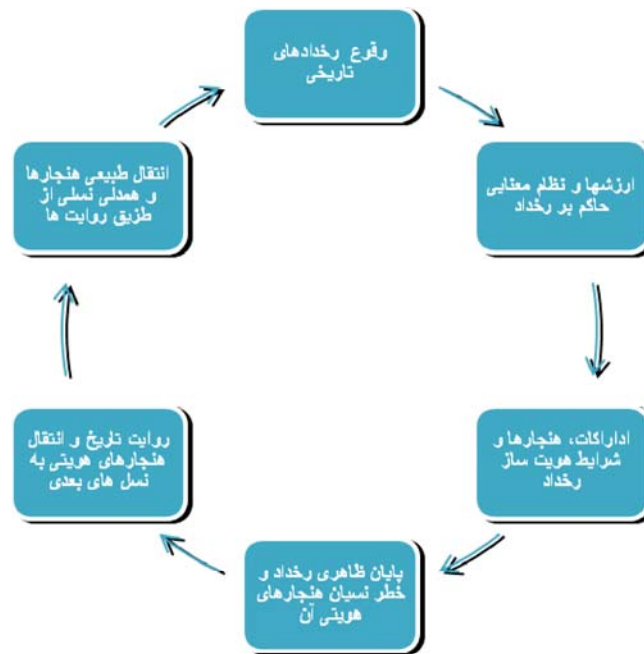 وقوع رخدادهای
تاریخی
ارزشها و نظام معنایی
حاکم بر رخداد
اداراکات، هنجارها و
شرایط هویت ساز
رخداد
پایان ظاهری رخداد و
خطر نسیان هنجارهای
هویتی آن
روایت تاریخ و انتقال
هنجارهای هویتی به
نسل های بعدی
انتقال طبیعی هنجارها
و همدلی نسلی از
طزیق روایت ها